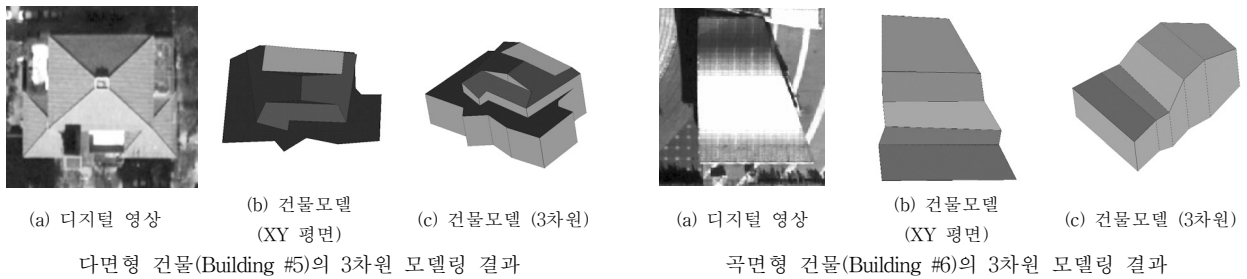 (a) 디지털 영상
(b) 건물모델
(XY 평면)
(c) 건물모델 (3차원)
다면형 건물(Building #5)의 3차원 모델링 결과
(a) 디지털 영상
(b) 건물모델
(XY 평면)
(c) 건물모델 (3차원)
곡면형 건물(Building #6)의 3차원 모델링 결과